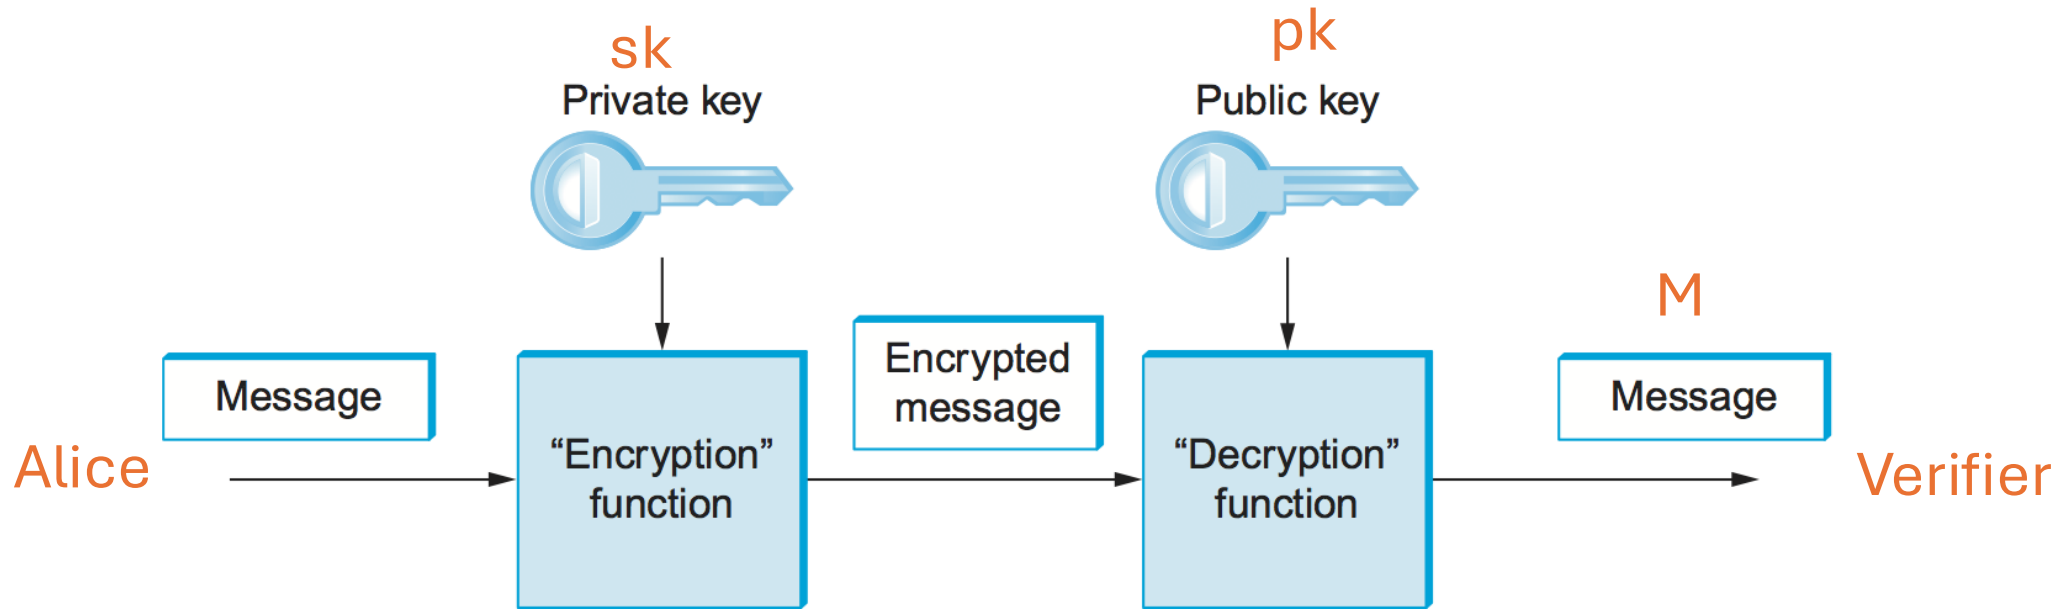 sk
Private key
pk
Public key
M
Message
Encrypted
message
Message
Alice
“Encryption”
function
“Decryption”
function
Verifier